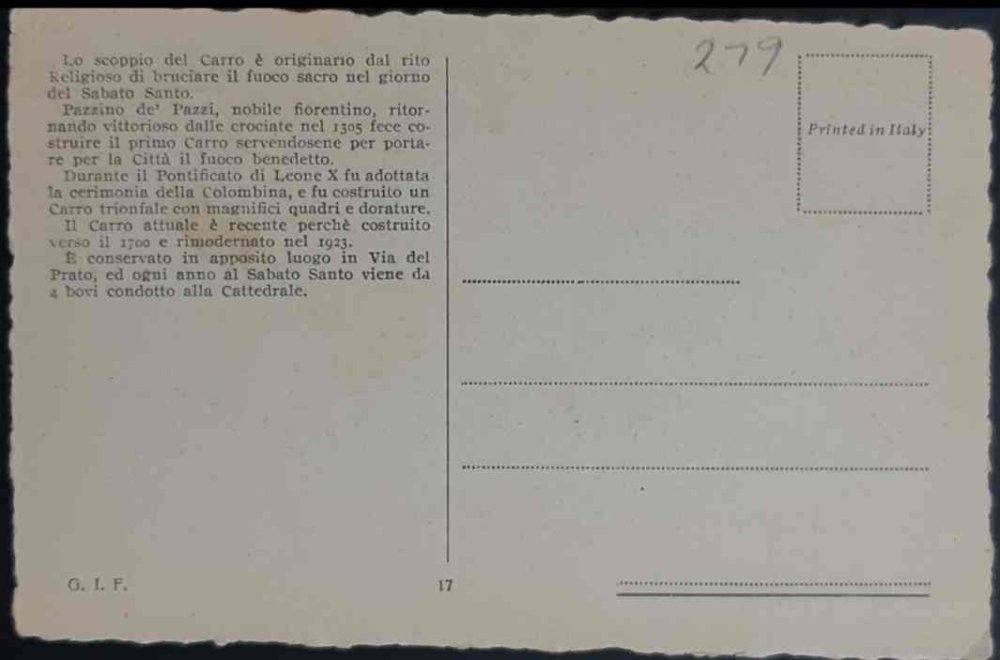 Lo scoppio del Carro è originario dal rito
Religioso di bruciare il fuoco sacro nel giorno
del Sabato Santo.
Pazzino de' Pazzi, nobile fiorentino, ritor-
nando vittorioso dalle crociate nel 1305 fece co-
struire il primo Carro servendosene per porta-
re per la Città il fuoco benedetto.
Durante il Pontificato di Leone X fu adottata
la cerimonia della Colombina, e fu costruito un
Carro trionfale con magnifici quadri e dorature.
Il Carro attuale è recente perchè costruito
verso il 1700 e rimodernato nel 1923.
È conservato in apposito luogo in Via del
Prato, ed ogni anno al Sabato Santo viene da
4 bovi condotto alla Cattedrale.
G. I. F.
17
279
Printed in Italy